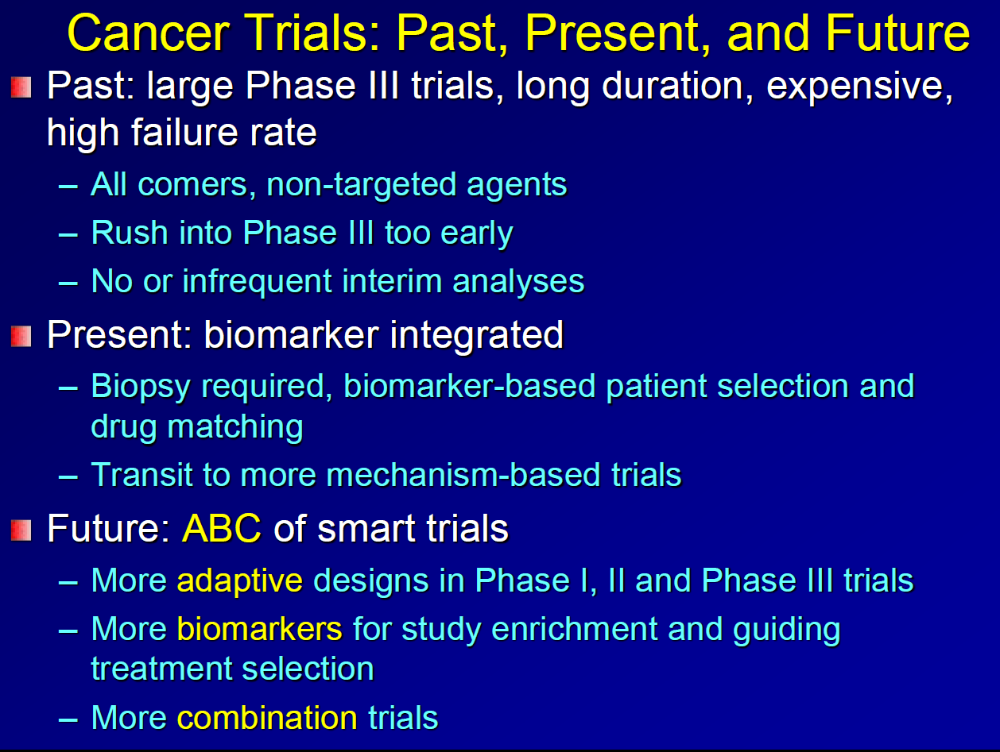 Cancer Trials: Past, Present, and Future
Past: large Phase III trials, long duration, expensive,
high failure rate
– All comers, non-targeted agents
– Rush into Phase III too early
– No or infrequent interim analyses
Present: biomarker integrated
– Biopsy required, biomarker-based patient selection and
drug matching
– Transit to more mechanism-based trials
Future: ABC of smart trials
– More adaptive designs in Phase I, II and Phase III trials
– More biomarkers for study enrichment and guiding
treatment selection
– More combination trials